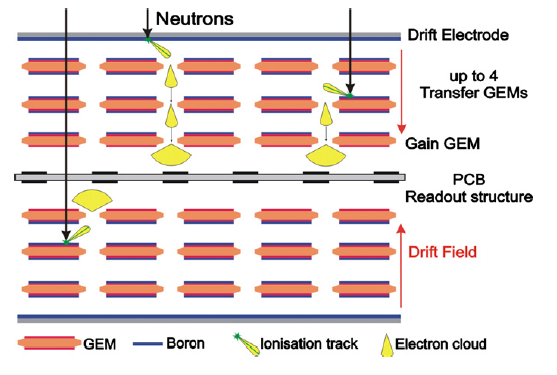 Neutrons
Drift Electrode
up to 4
Transfer GEMs
Gain GEM
PCB
Readout structure
Drift Field
GEM
Boron
Ionisation track
Electron cloud